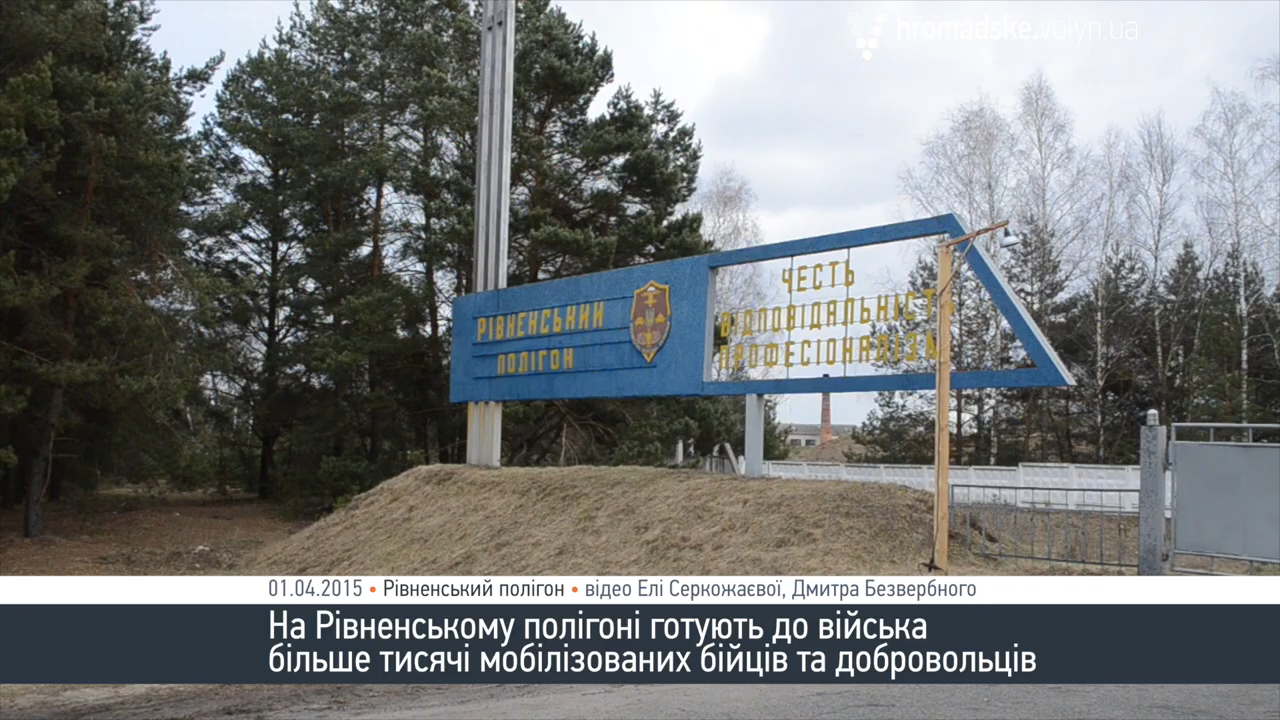 hromadske.volyn.ua
РІВНЕНСЬКИЙ
ПОЛІГОН
ЧЕСТЬ
ВІДПОВІДАЛЬНІСТЬ
ПРОФЕСІОНАЛІЗМ
01.04.2015 • Рівненський полігон • відео Елі Серкожаєвої, Дмитра Безвербного
На Рівненському полігоні готують до війська
більше тисячі мобілізованих бійців та добровольців